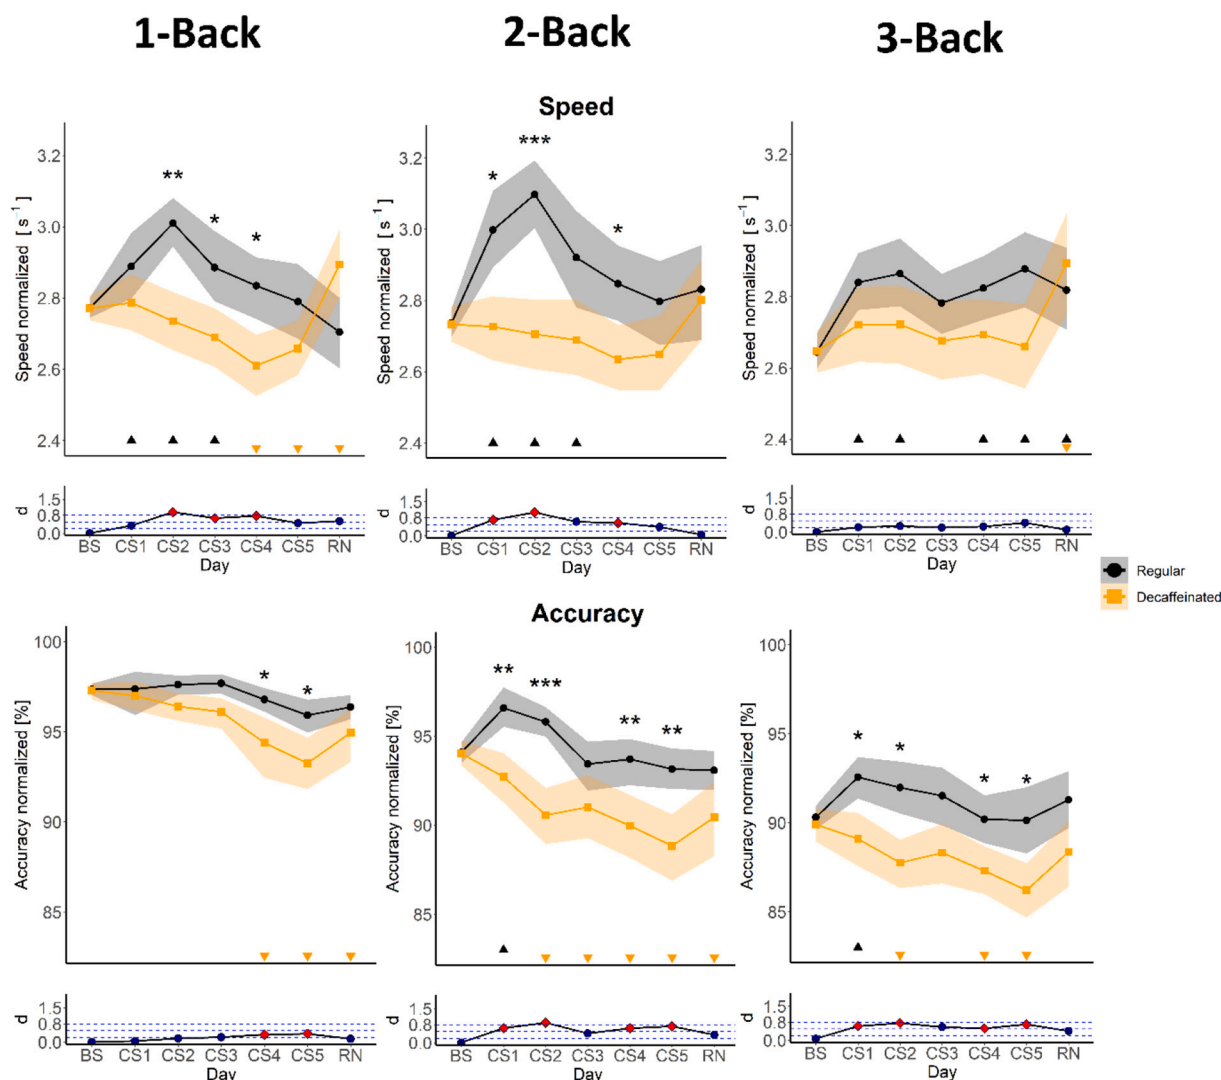 1-Back 2-Back 3-Back
Speed
** * *
* *** *
Speed normalized [ s⁻¹ ]
3.2
3.0
2.8
2.6
2.4
Speed normalized [ s⁻¹ ]
3.2
3.0
2.8
2.6
2.4
Speed normalized [ s⁻¹ ]
3.2
3.0
2.8
2.6
2.4
d
1.5
0.8
0.0
BS CS1 CS2 CS3 CS4 CS5 RN
Day
d
1.5
0.8
0.0
BS CS1 CS2 CS3 CS4 CS5 RN
Day
d
1.5
0.8
0.0
BS CS1 CS2 CS3 CS4 CS5 RN
Day
Regular
Decaffeinated
Accuracy
* *
** *** ** **
* * * *
Accuracy normalized [%]
100
95
90
85
Accuracy normalized [%]
100
95
90
85
Accuracy normalized [%]
100
95
90
85
d
1.5
0.8
0.0
BS CS1 CS2 CS3 CS4 CS5 RN
Day
d
1.5
0.8
0.0
BS CS1 CS2 CS3 CS4 CS5 RN
Day
d
1.5
0.8
0.0
BS CS1 CS2 CS3 CS4 CS5 RN
Day